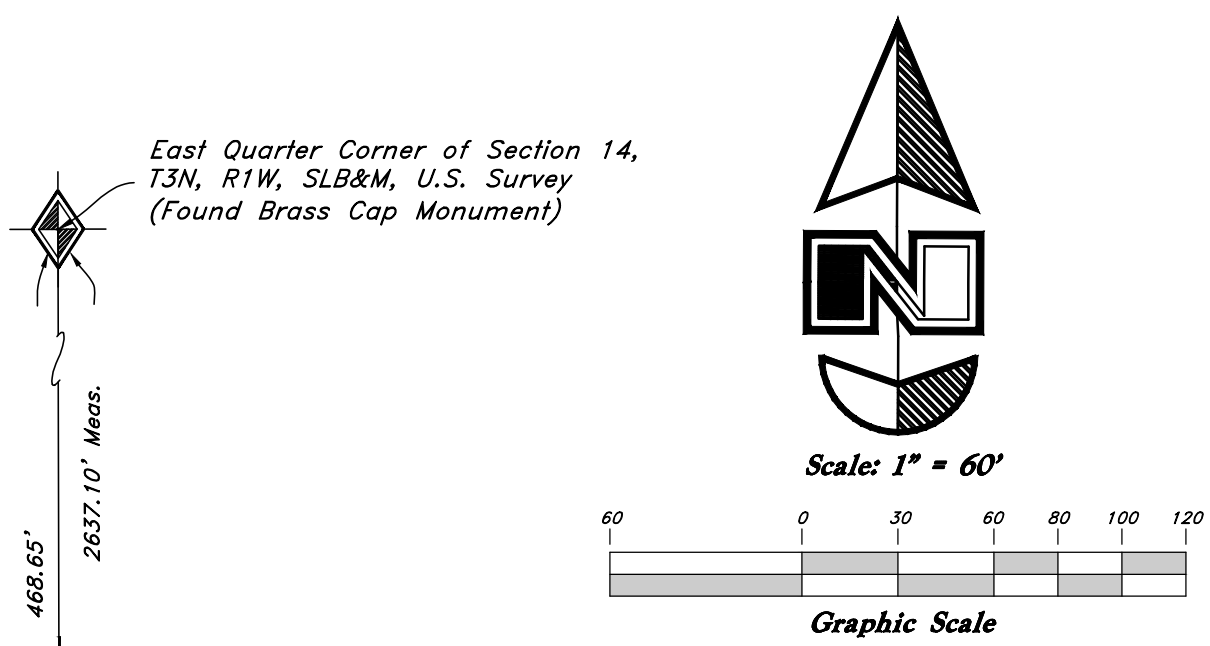 East Quarter Corner of Section 14,
T3N, R1W, SLB&M, U.S. Survey
(Found Brass Cap Monument)
468.65'
2637.10' Meas.
N
Scale: 1" = 60'
60 0 30 60 80 100 120
Graphic Scale